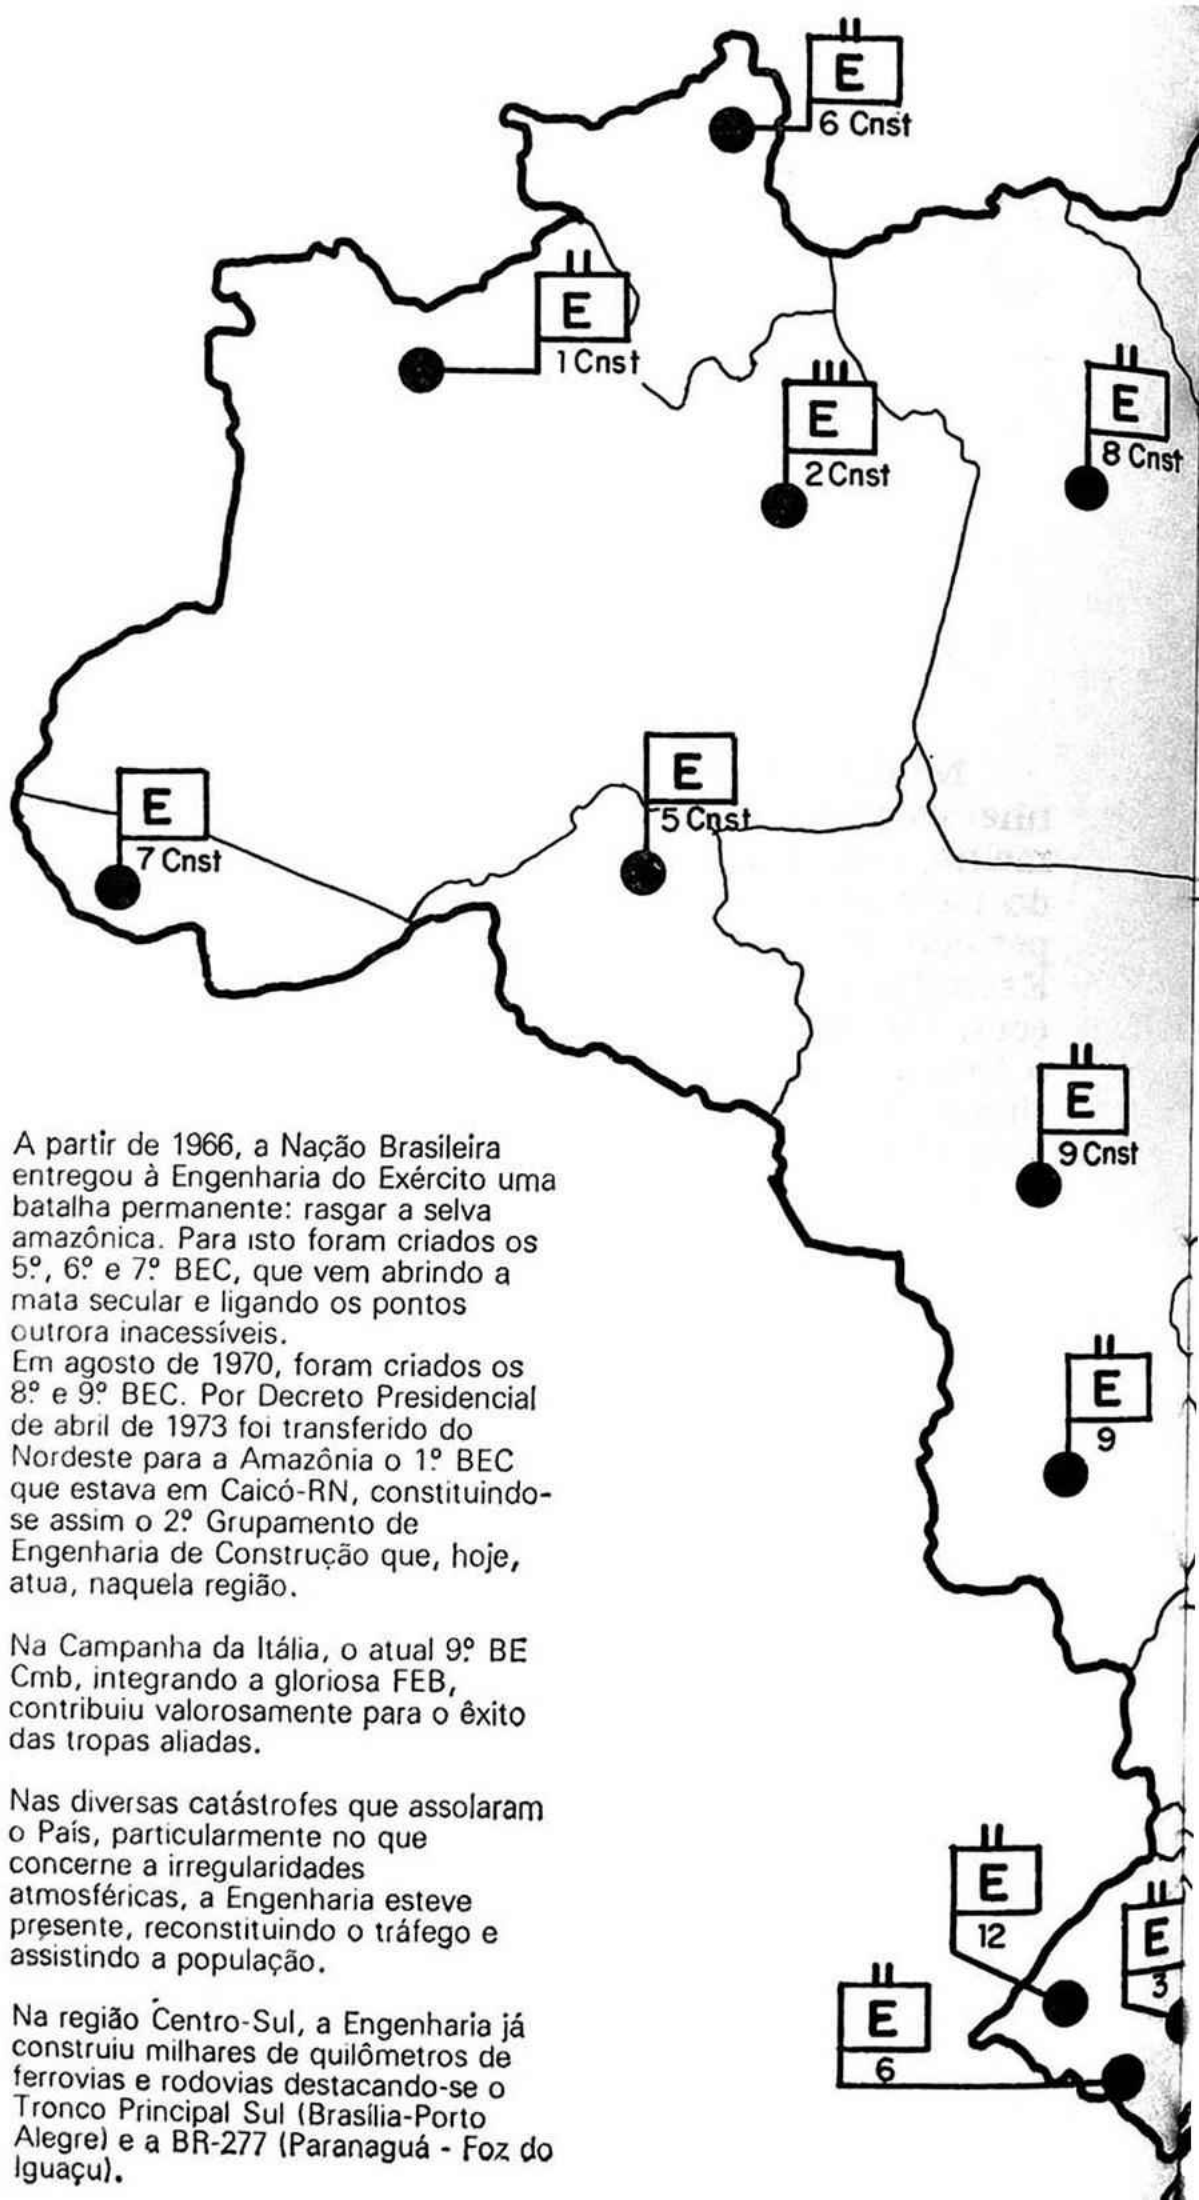 E
6 Cnst
E
1 Cnst
E
2 Cnst
E
8 Cnst
E
5 Cnst
E
7 Cnst
E
9 Cnst
E
9
E
12
E
3
E
6
A partir de 1966, a Nação Brasileira
entregou à Engenharia do Exército uma
batalha permanente: rasgar a selva
amazônica. Para isto foram criados os
5º, 6º e 7º BEC, que vem abrindo a
mata secular e ligando os pontos
outrora inacessíveis.
Em agosto de 1970, foram criados os
8º e 9º BEC. Por Decreto Presidencial
de abril de 1973 foi transferido do
Nordeste para a Amazônia o 1º BEC
que estava em Caicó-RN, constituindo-
se assim o 2º Grupamento de
Engenharia de Construção que, hoje,
atua, naquela região.
Na Campanha da Itália, o atual 9º BE
Cmb, integrando a gloriosa FEB,
contribuiu valorosamente para o êxito
das tropas aliadas.
Nas diversas catástrofes que assolaram
o País, particularmente no que
concerne a irregularidades
atmosféricas, a Engenharia esteve
presente, reconstituindo o tráfego e
assistindo a população.
Na região Centro-Sul, a Engenharia já
construiu milhares de quilômetros de
ferrovias e rodovias destacando-se o
Tronco Principal Sul (Brasília-Porto
Alegre) e a BR-277 (Paranaguá - Foz do
Iguaçu).